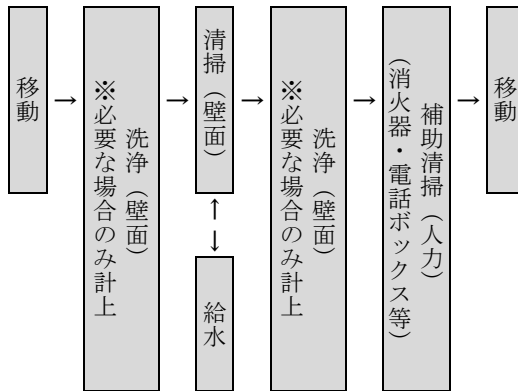 移動
→
洗浄（壁面）
※必要な場合のみ計上
→
清掃（壁面）
↑
↓
給水
→
洗浄（壁面）
※必要な場合のみ計上
→
補助清掃（人力）
（消火器・電話ボックス等）
→
移動